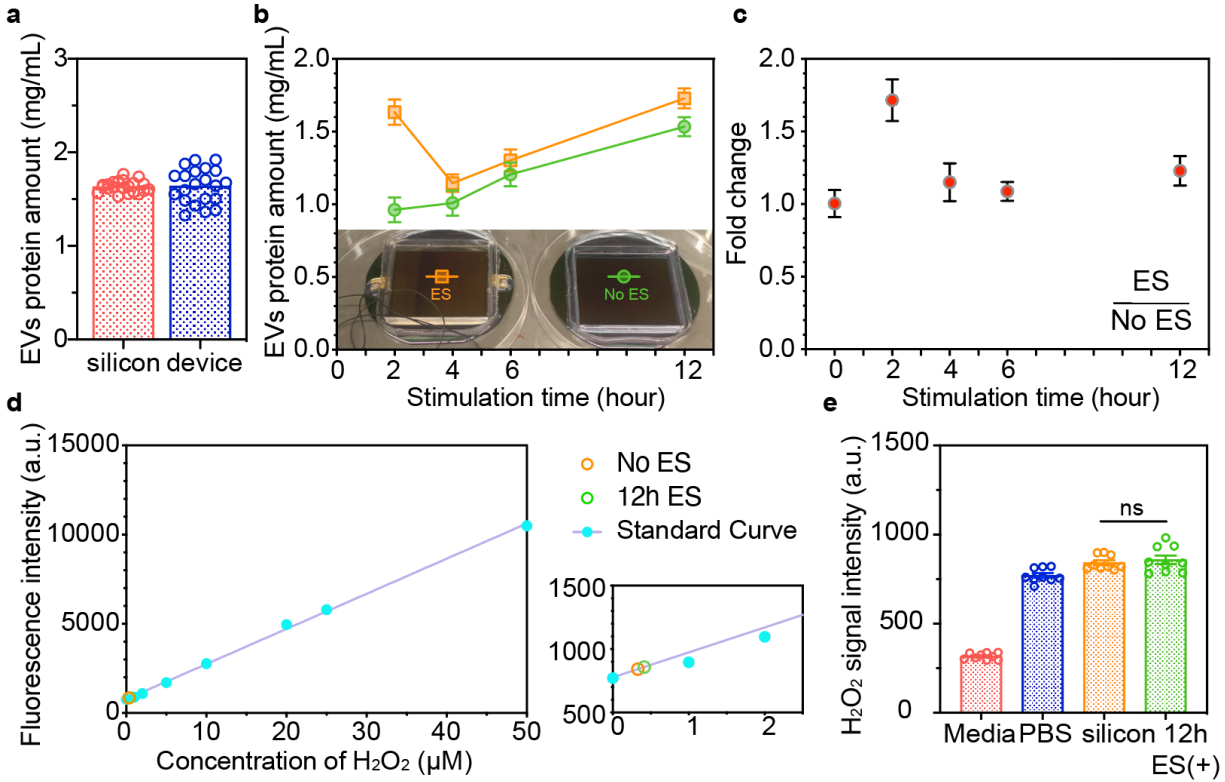 a
EVs protein amount (mg/mL)
3
2
1
0
silicon device
b
EVs protein amount (mg/mL)
2.0
1.5
1.0
0.5
0.0
ES
No ES
0 2 4 6 12
Stimulation time (hour)
c
Fold change
2.0
1.5
1.0
0.5
0.0
ES
No ES
0 2 4 6 12
Stimulation time (hour)
d
Fluorescence intensity (a.u.)
15000
10000
5000
0
0 10 20 30 40 50
Concentration of H₂O₂ (μM)
No ES
12h ES
Standard Curve
1500
1000
500
0 1 2
e
H₂O₂ signal intensity (a.u.)
1500
1000
500
0
ns
Media PBS silicon 12h
ES(+)